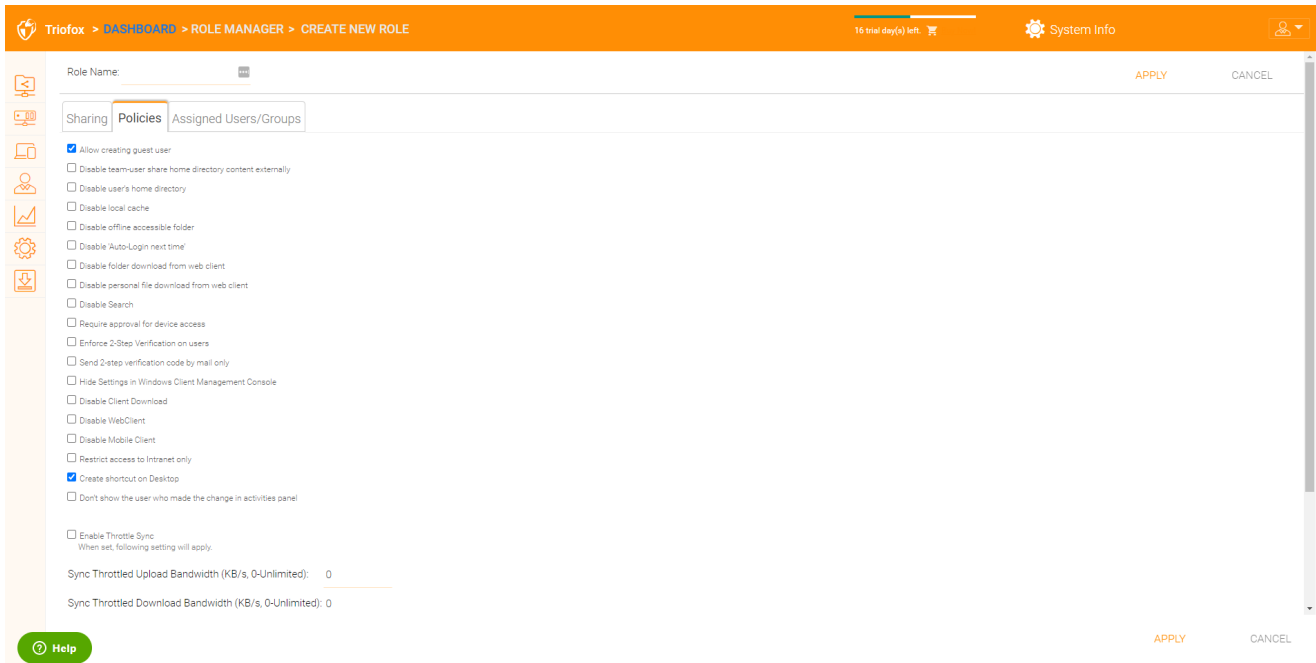 Triofox > DASHBOARD > ROLE MANAGER > CREATE NEW ROLE
16 trial day(s) left.
System Info
Role Name:
APPLY CANCEL
Sharing Policies Assigned Users/Groups
Allow creating guest user
Disable team-user share home directory content externally
Disable user's home directory
Disable local cache
Disable offline accessible folder
Disable 'Auto-Login next time'
Disable folder download from web client
Disable personal file download from web client
Disable Search
Require approval for device access
Enforce 2-Step Verification on users
Send 2-step verification code by mail only
Hide Settings in Windows Client Management Console
Disable Client Download
Disable WebClient
Disable Mobile Client
Restrict access to Intranet only
Create shortcut on Desktop
Don't show the user who made the change in activities panel
Enable Throttle Sync
When set, following setting will apply.
Sync Throttled Upload Bandwidth (KB/s, 0-Unlimited): 0
Sync Throttled Download Bandwidth (KB/s, 0-Unlimited): 0
Help
APPLY CANCEL